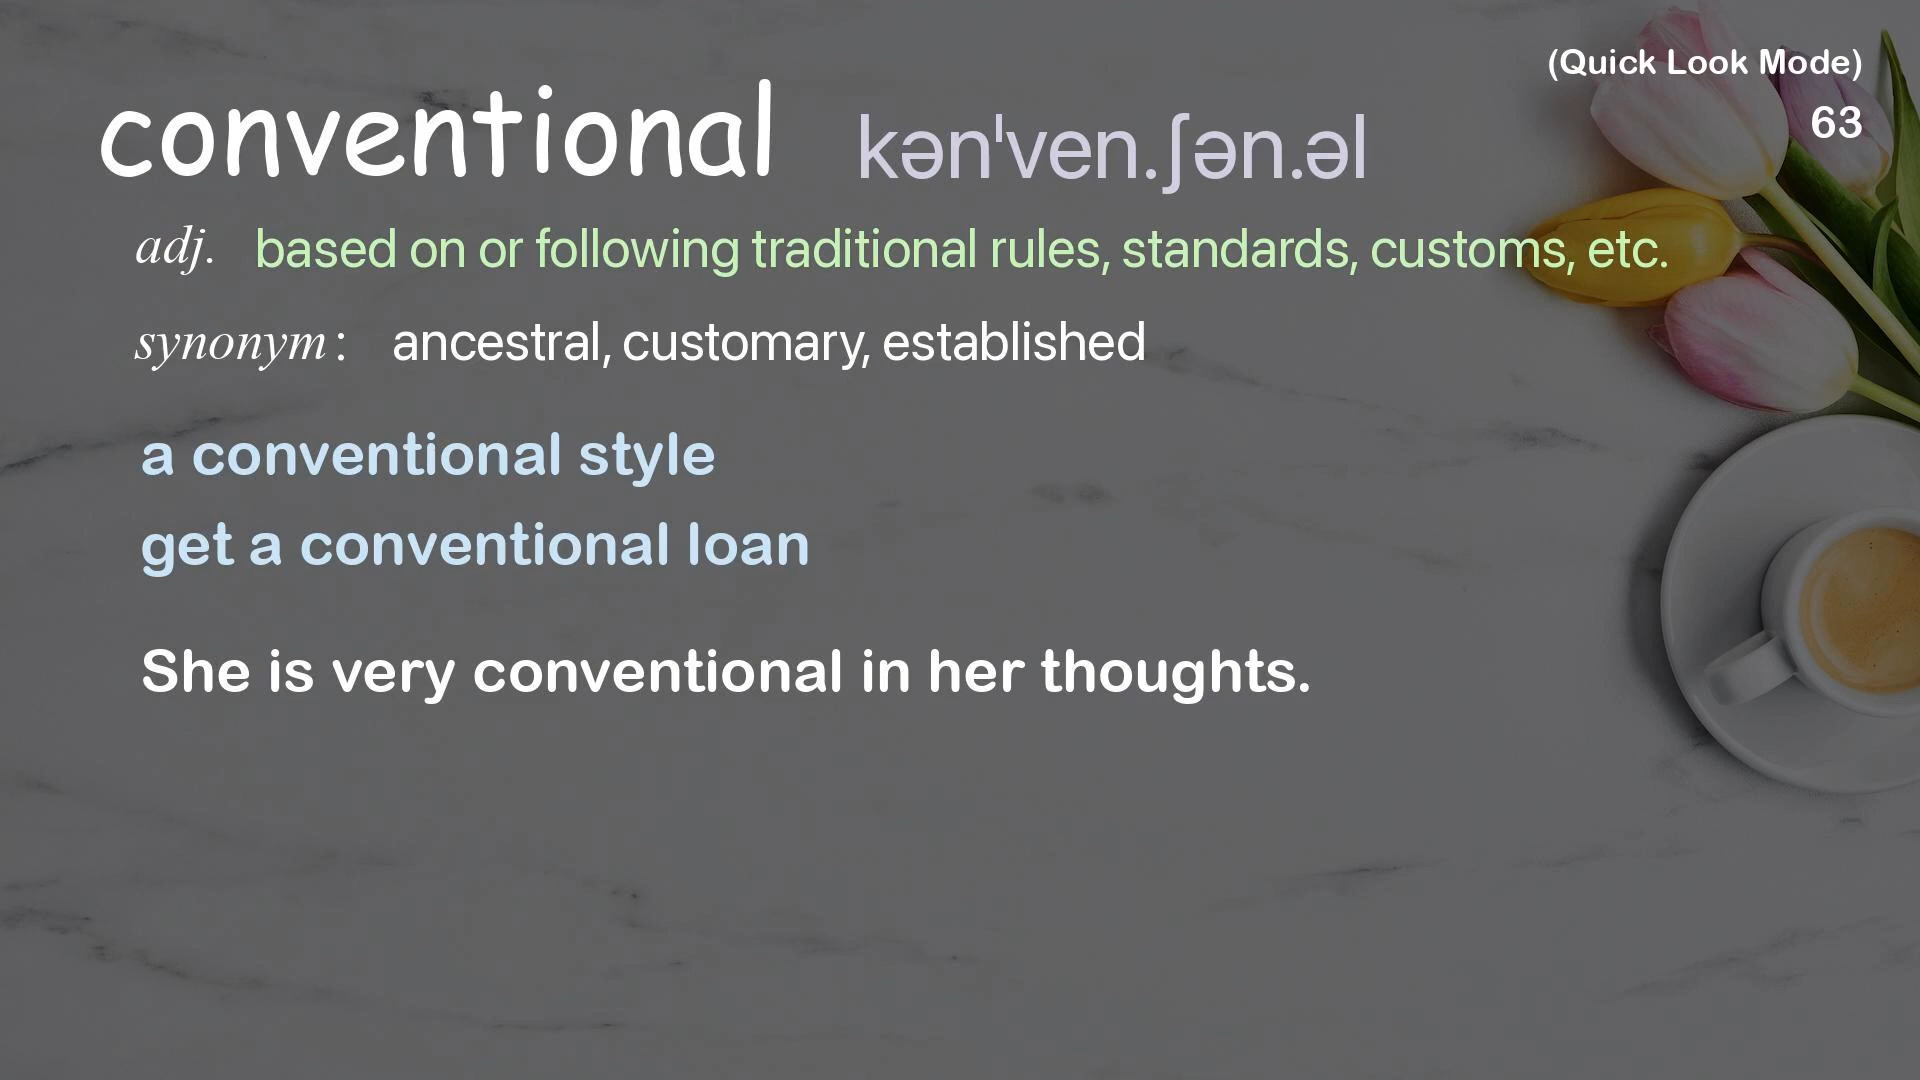 (Quick Look Mode)
63
conventional kən'ven.ʃən.əl
adj. based on or following traditional rules, standards, customs, etc.
synonym: ancestral, customary, established
a conventional style
get a conventional loan
She is very conventional in her thoughts.